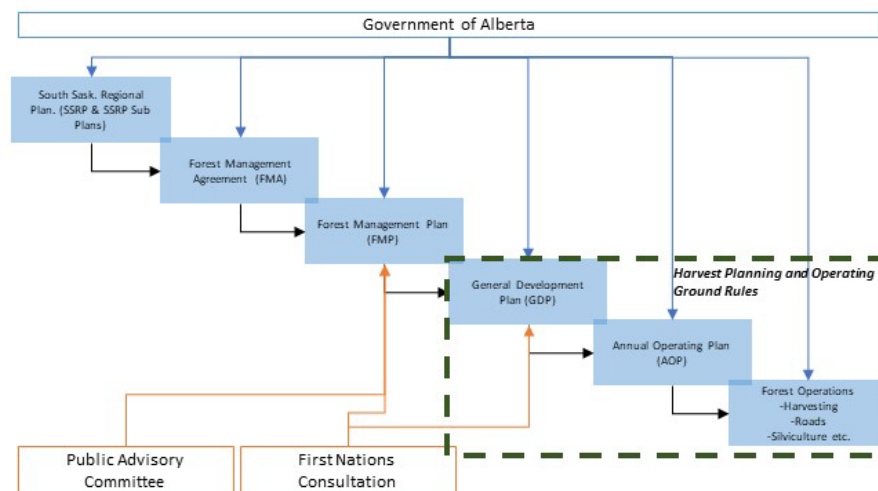 Government of Alberta
South Sask. Regional
Plan. (SSRP & SSRP Sub
Plans)
Forest Management
Agreement (FMA)
Forest Management Plan
(FMP)
Harvest Planning and Operating
Ground Rules
General Development
Plan (GDP)
Annual Operating Plan
(AOP)
Forest Operations
-Harvesting
-Roads
-Silviculture etc.
Public Advisory
Committee
First Nations
Consultation